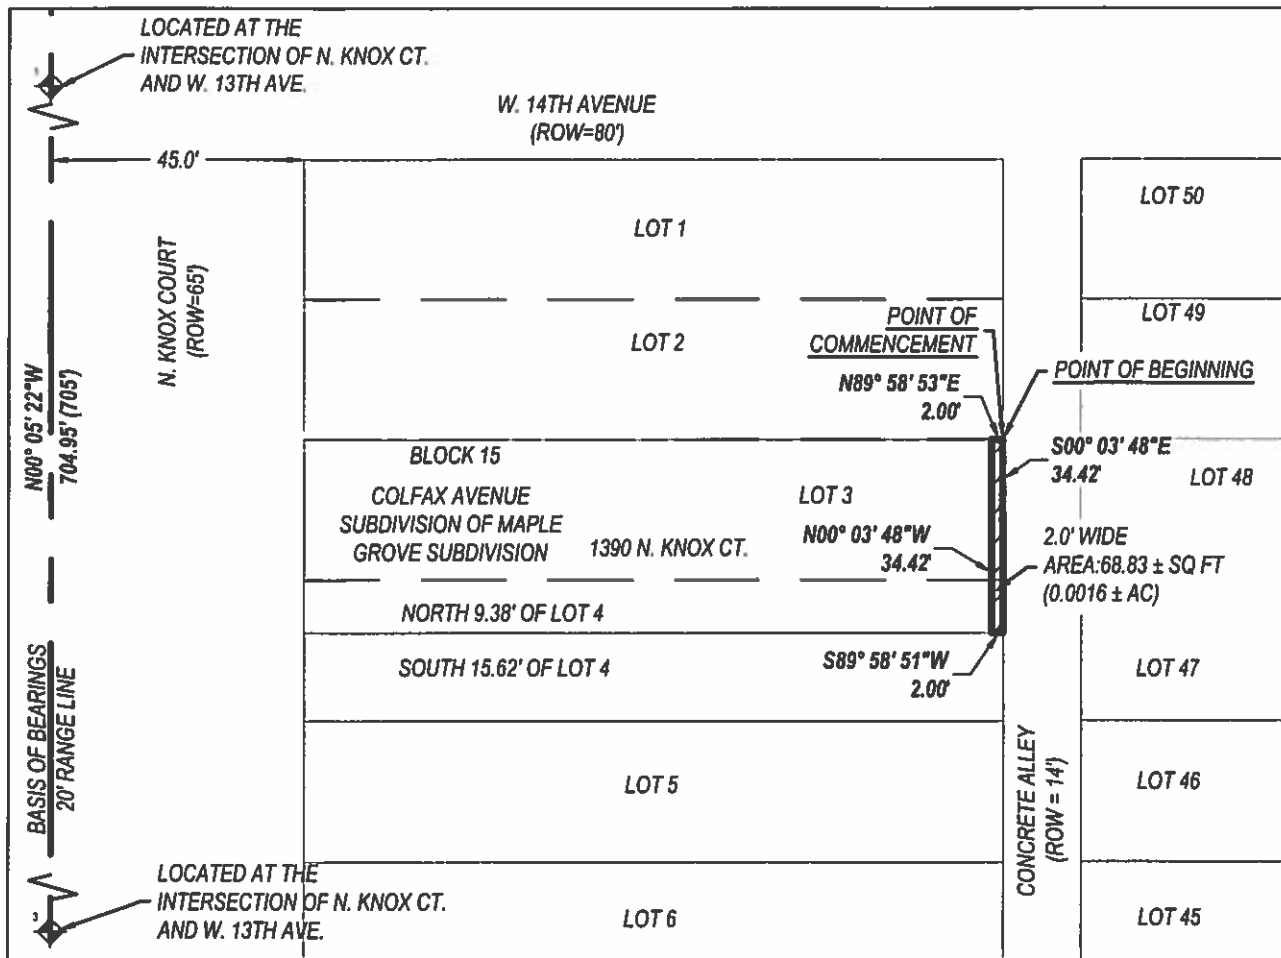 LOCATED AT THE
INTERSECTION OF N. KNOX CT.
AND W. 13TH AVE.
1
W. 14TH AVENUE
(ROW=80')
45.0'
LOT 50
LOT 1
N. KNOX COURT
(ROW=65')
LOT 49
POINT OF
COMMENCEMENT
LOT 2
POINT OF BEGINNING
N89° 58' 53"E
2.00'
N00° 05' 22"W
704.95' (705')
BLOCK 15
S00° 03' 48"E
34.42'
LOT 48
COLFAX AVENUE
SUBDIVISION OF MAPLE
GROVE SUBDIVISION
LOT 3
1390 N. KNOX CT.
N00° 03' 48"W
34.42'
2.0' WIDE
AREA:68.83 ± SQ FT
(0.0016 ± AC)
NORTH 9.38' OF LOT 4
SOUTH 15.62' OF LOT 4
S89° 58' 51"W
2.00'
LOT 47
BASIS OF BEARINGS
20' RANGE LINE
LOT 5
CONCRETE ALLEY
(ROW = 14')
LOT 46
LOCATED AT THE
INTERSECTION OF N. KNOX CT.
AND W. 13TH AVE.
3
LOT 6
LOT 45